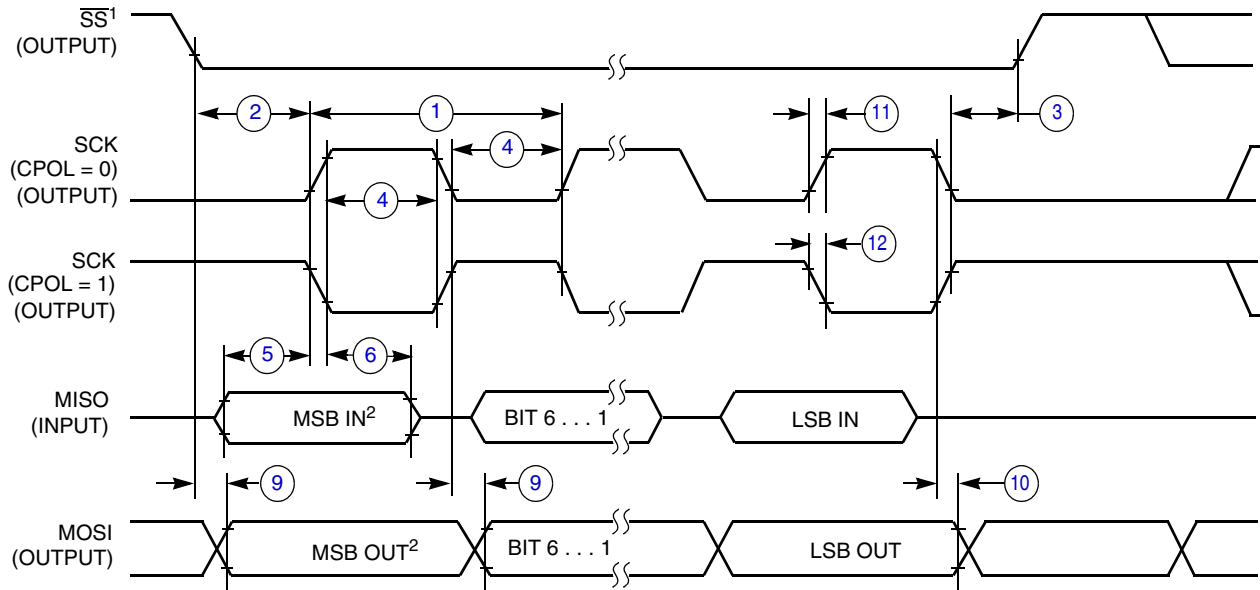 SS¹
(OUTPUT)
2
1
11
3
SCK
(CPOL = 0)
(OUTPUT)
4
4
12
SCK
(CPOL = 1)
(OUTPUT)
5
6
MISO
(INPUT)
MSB IN²
BIT 6 . . . 1
LSB IN
9
9
10
MOSI
(OUTPUT)
MSB OUT²
BIT 6 . . . 1
LSB OUT